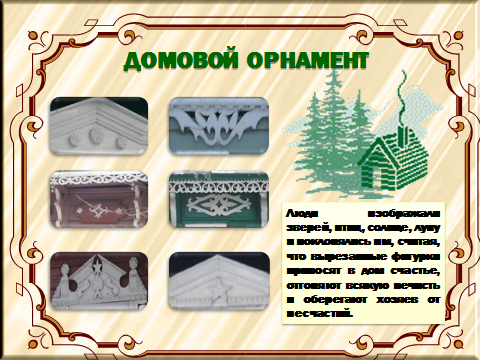 ДОМОВОЙ ОРНАМЕНТ
Люди изображали
зверей, птиц, солнце, луну
и поклонялись им, считая,
что вырезанные фигурки
приносят в дом счастье,
отгоняют всякую нечисть
и оберегают хозяев от
несчастий.